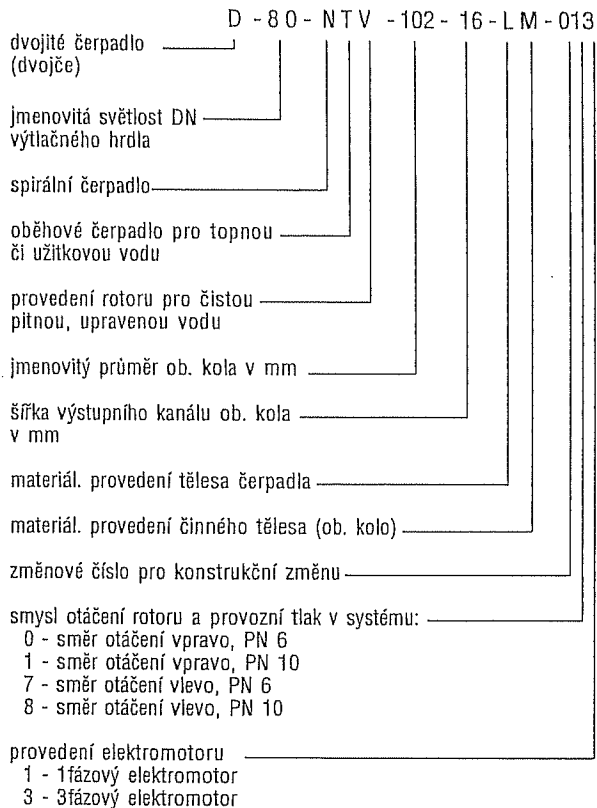 D - 8 0 - N T V - 102 - 16 - L M - 013
dvojité čerpadlo
(dvojče)
jmenovitá světlost DN
výtlačného hrdla
spirální čerpadlo
oběhové čerpadlo pro topnou
či užitkovou vodu
provedení rotoru pro čistou
pitnou, upravenou vodu
jmenovitý průměr ob. kola v mm
šířka výstupního kanálu ob. kola
v mm
materiál. provedení tělesa čerpadla
materiál. provedení činného tělesa (ob. kolo)
změnové číslo pro konstrukční změnu
smysl otáčení rotoru a provozní tlak v systému:
0 - směr otáčení vpravo, PN 6
1 - směr otáčení vpravo, PN 10
7 - směr otáčení vlevo, PN 6
8 - směr otáčení vlevo, PN 10
provedení elektromotoru
1 - 1fázový elektromotor
3 - 3fázový elektromotor